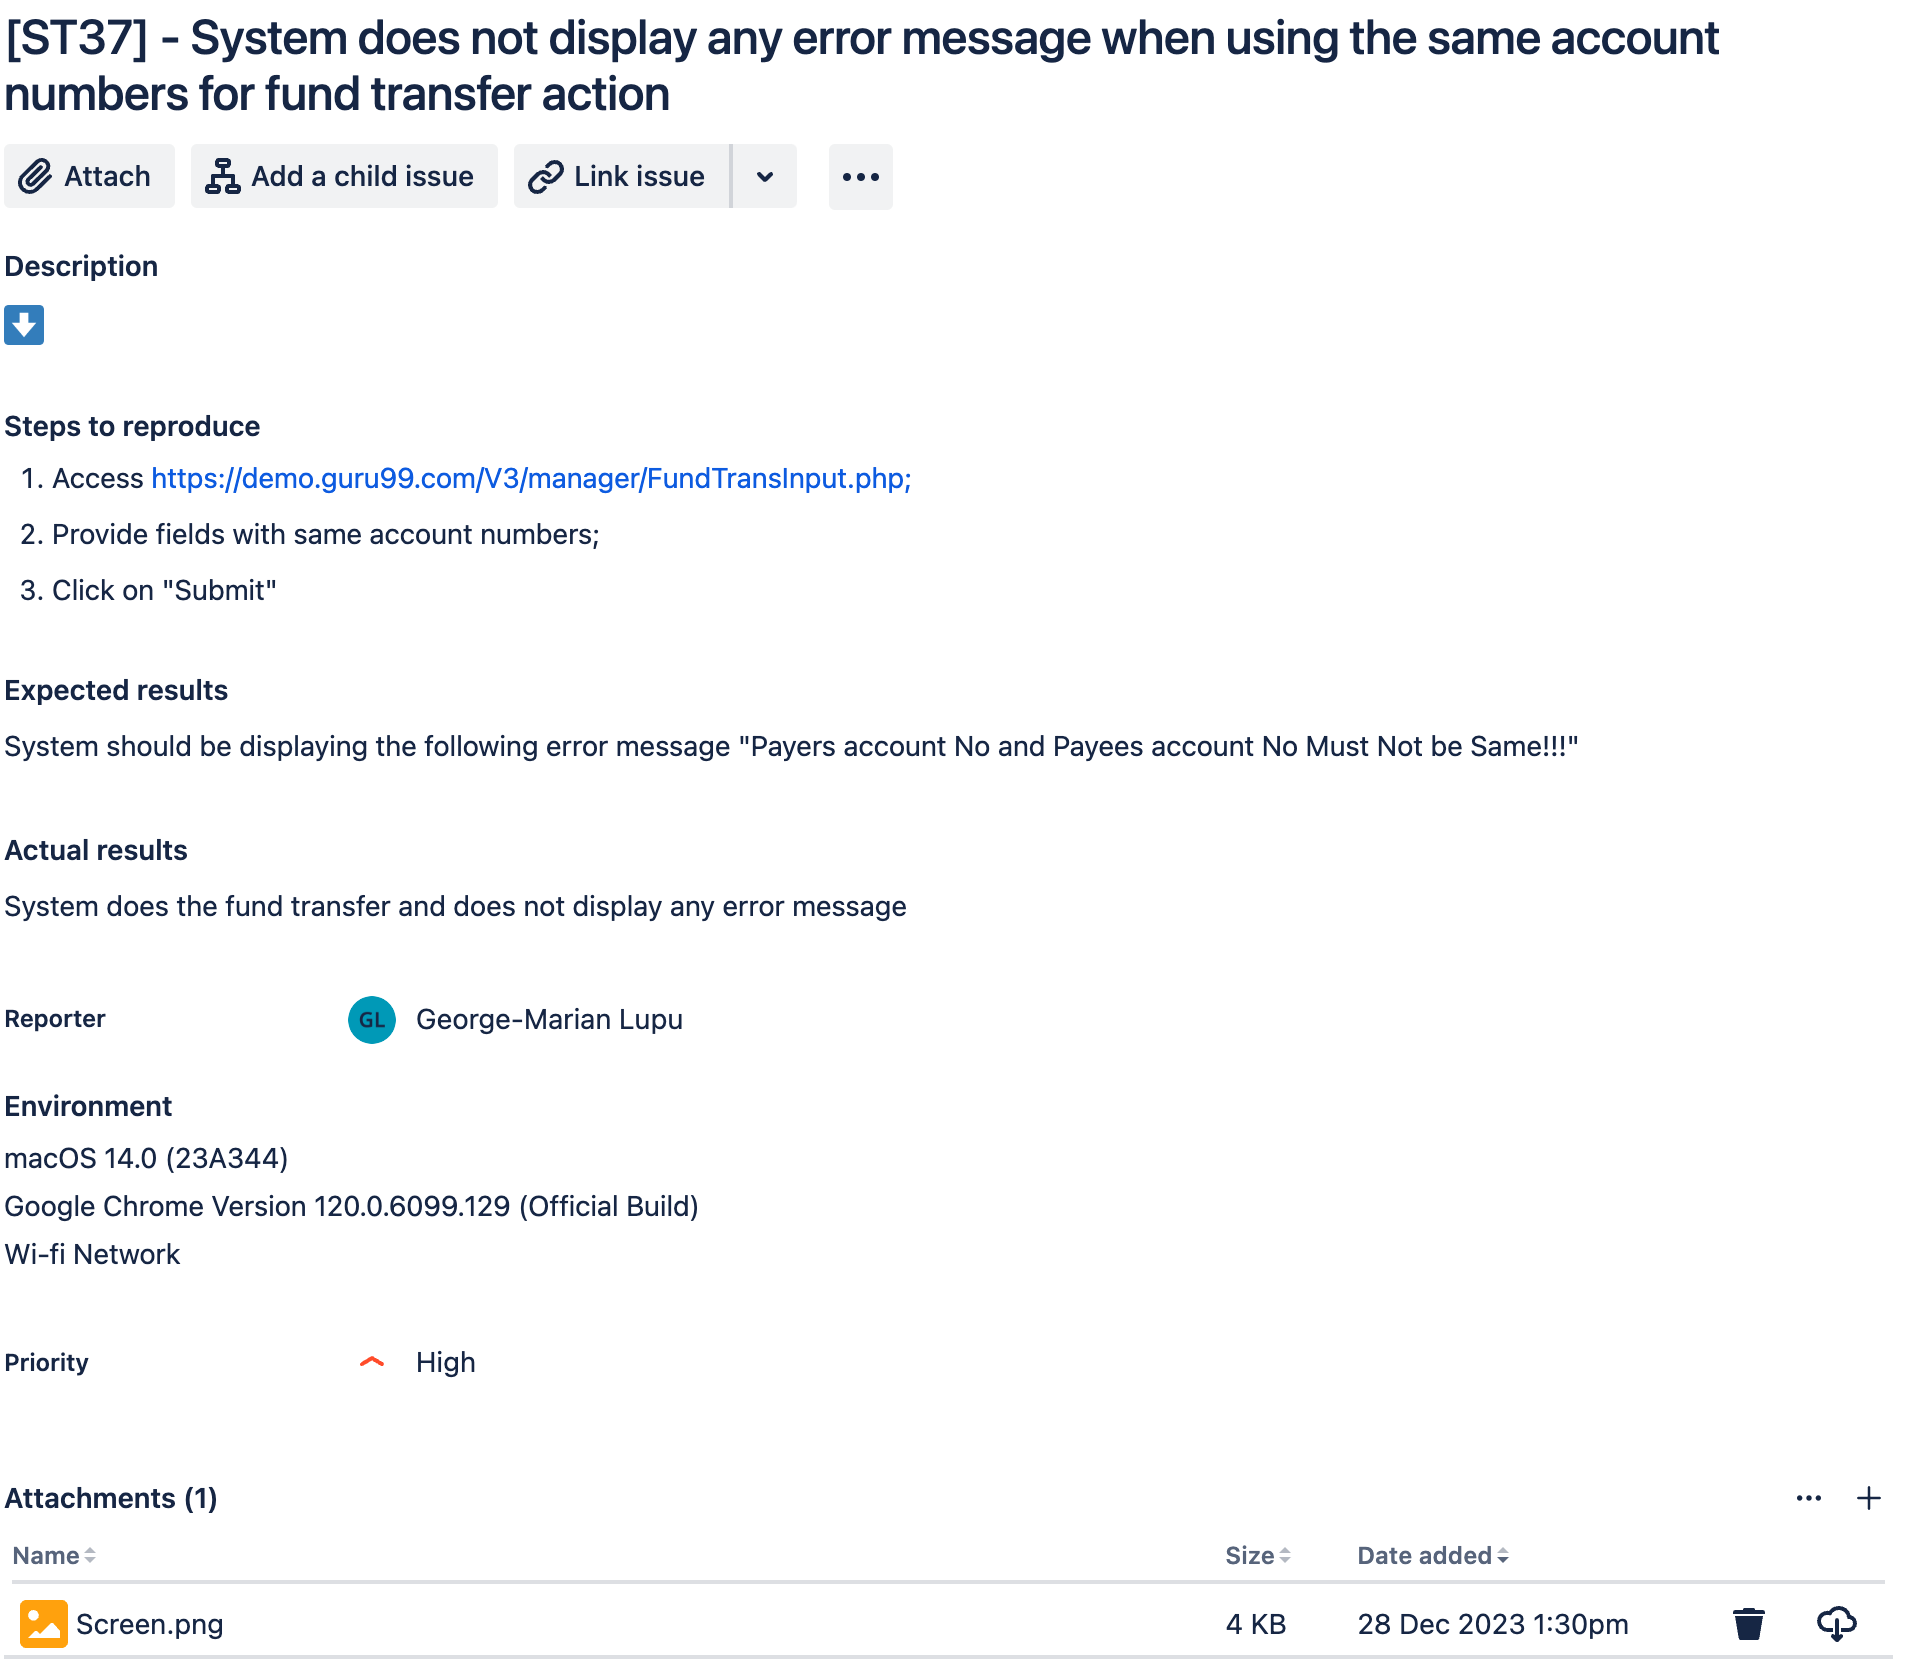 [ST37] - System does not display any error message when using the same account
numbers for fund transfer action
Attach
Add a child issue
Link issue
Description
Steps to reproduce
1. Access https://demo.guru99.com/V3/manager/FundTransInput.php;
2. Provide fields with same account numbers;
3. Click on "Submit"
Expected results
System should be displaying the following error message "Payers account No and Payees account No Must Not be Same!!!"
Actual results
System does the fund transfer and does not display any error message
Reporter GL George-Marian Lupu
Environment
macOS 14.0 (23A344)
Google Chrome Version 120.0.6099.129 (Official Build)
Wi-fi Network
Priority High
Attachments (1)
Name Size Date added
Screen.png 4 KB 28 Dec 2023 1:30pm